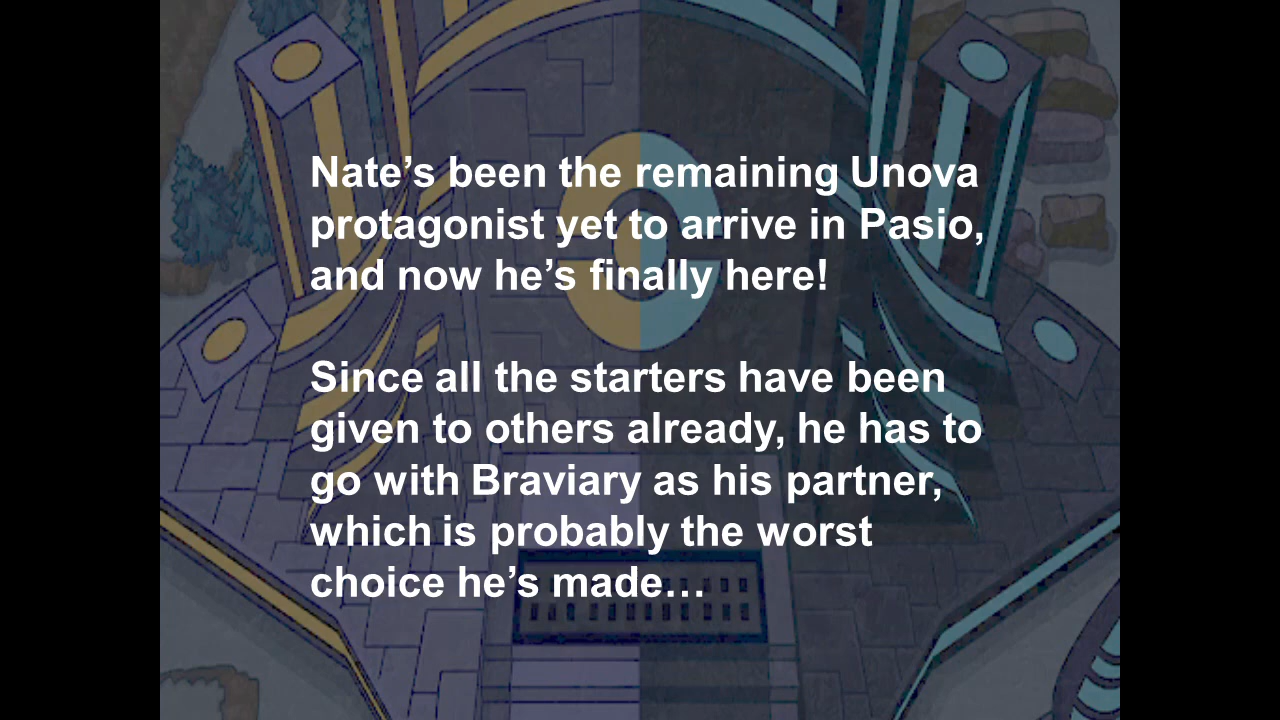 Nate’s been the remaining Unova
protagonist yet to arrive in Pasio,
and now he’s finally here!
Since all the starters have been
given to others already, he has to
go with Braviary as his partner,
which is probably the worst
choice he’s made…